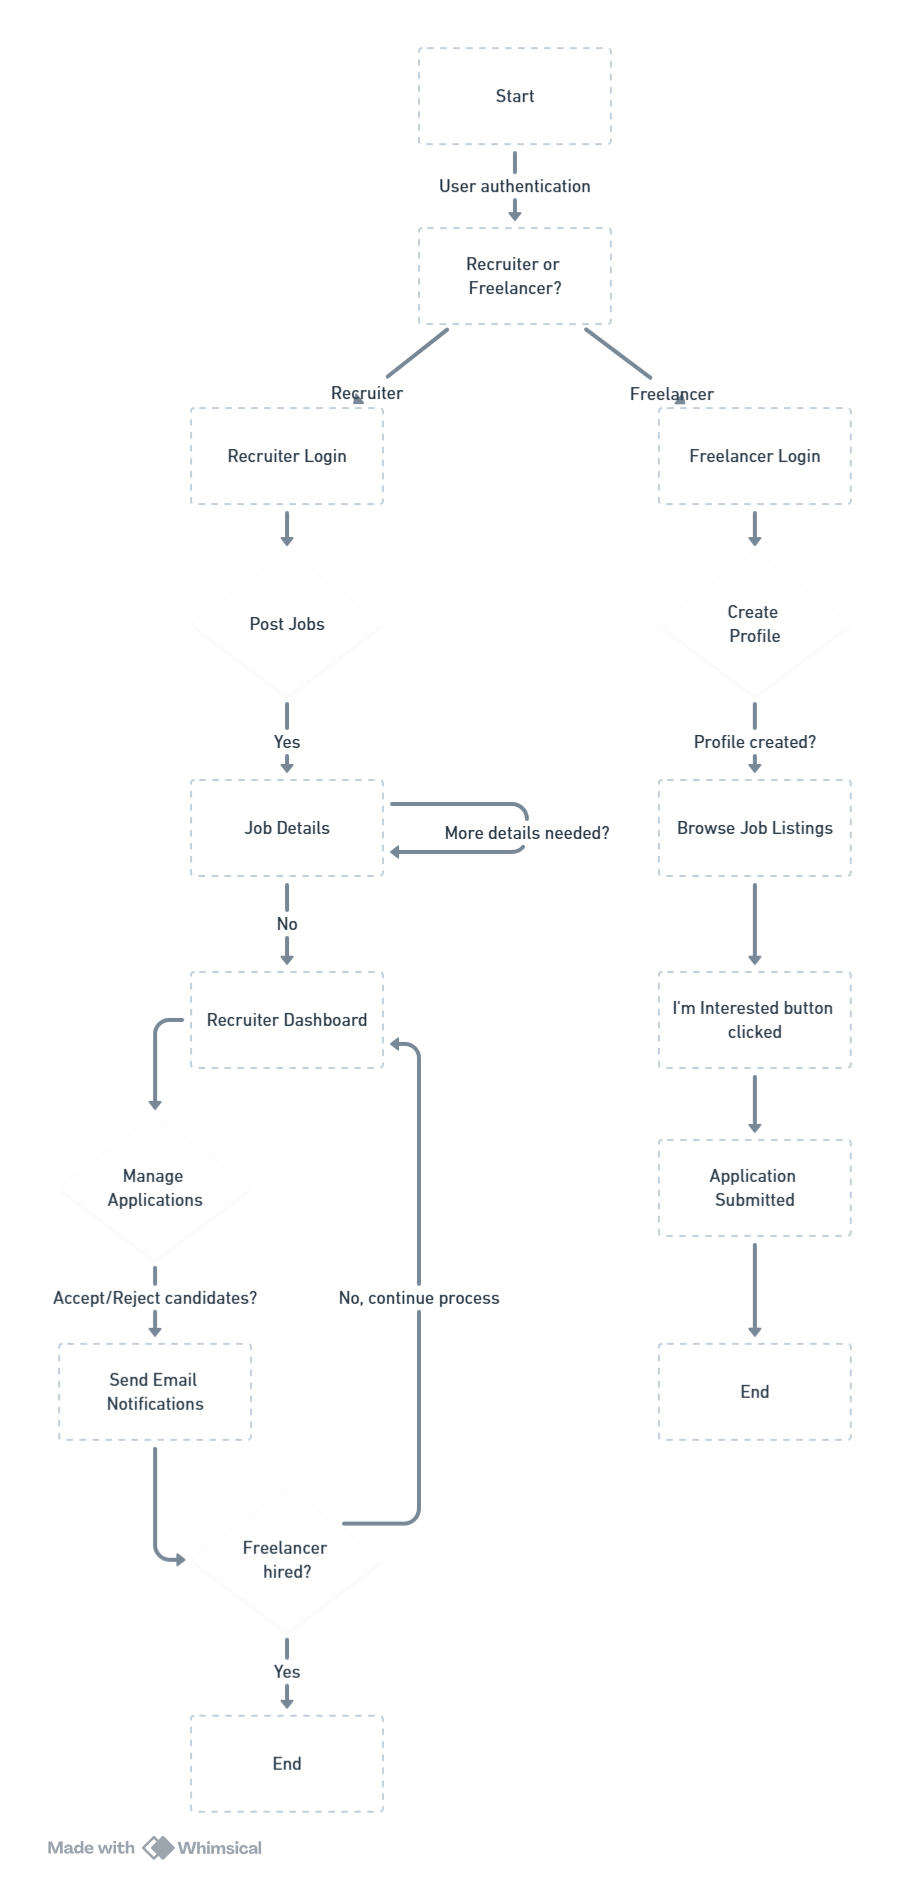 Start
User authentication
Recruiter or
Freelancer?
Recruiter
Freelancer
Recruiter Login
Freelancer Login
Post Jobs
Create
Profile
Yes
Profile created?
Job Details
More details needed?
Browse Job Listings
No
Recruiter Dashboard
I'm Interested button
clicked
Manage
Applications
Application
Submitted
Accept/Reject candidates?
No, continue process
Send Email
Notifications
End
Freelancer
hired?
Yes
End
Made with Whimsical